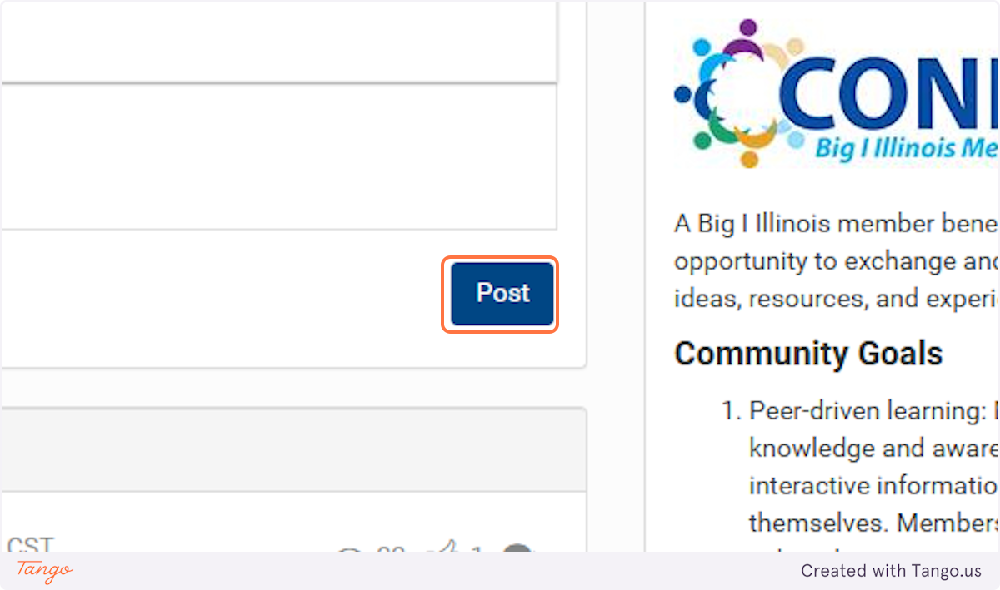 CONN
Big I Illinois Me
Post
A Big I Illinois member bene
opportunity to exchange and
ideas, resources, and experi
Community Goals
1. Peer-driven learning:
knowledge and aware
interactive informatio
themselves. Members
CST
Tango
Created with Tango.us